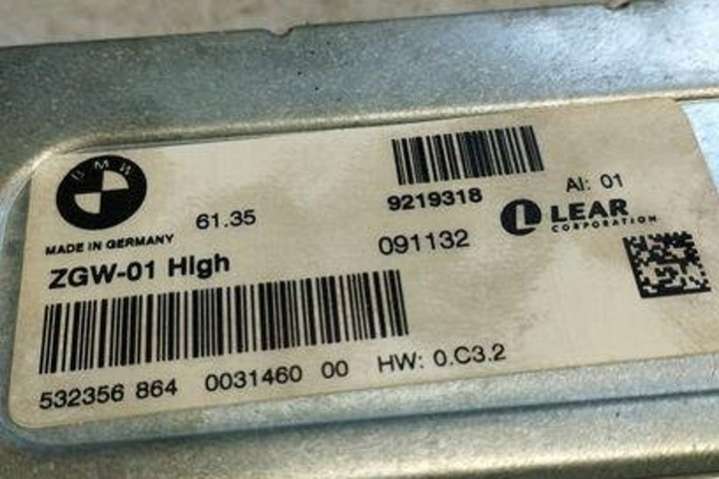 BMW
61.35
9219318
AI: 01
MADE IN GERMANY
091132
LEAR
CORPORATION
ZGW-01 High
532356 864 0031460 00 HW: 0.C3.2